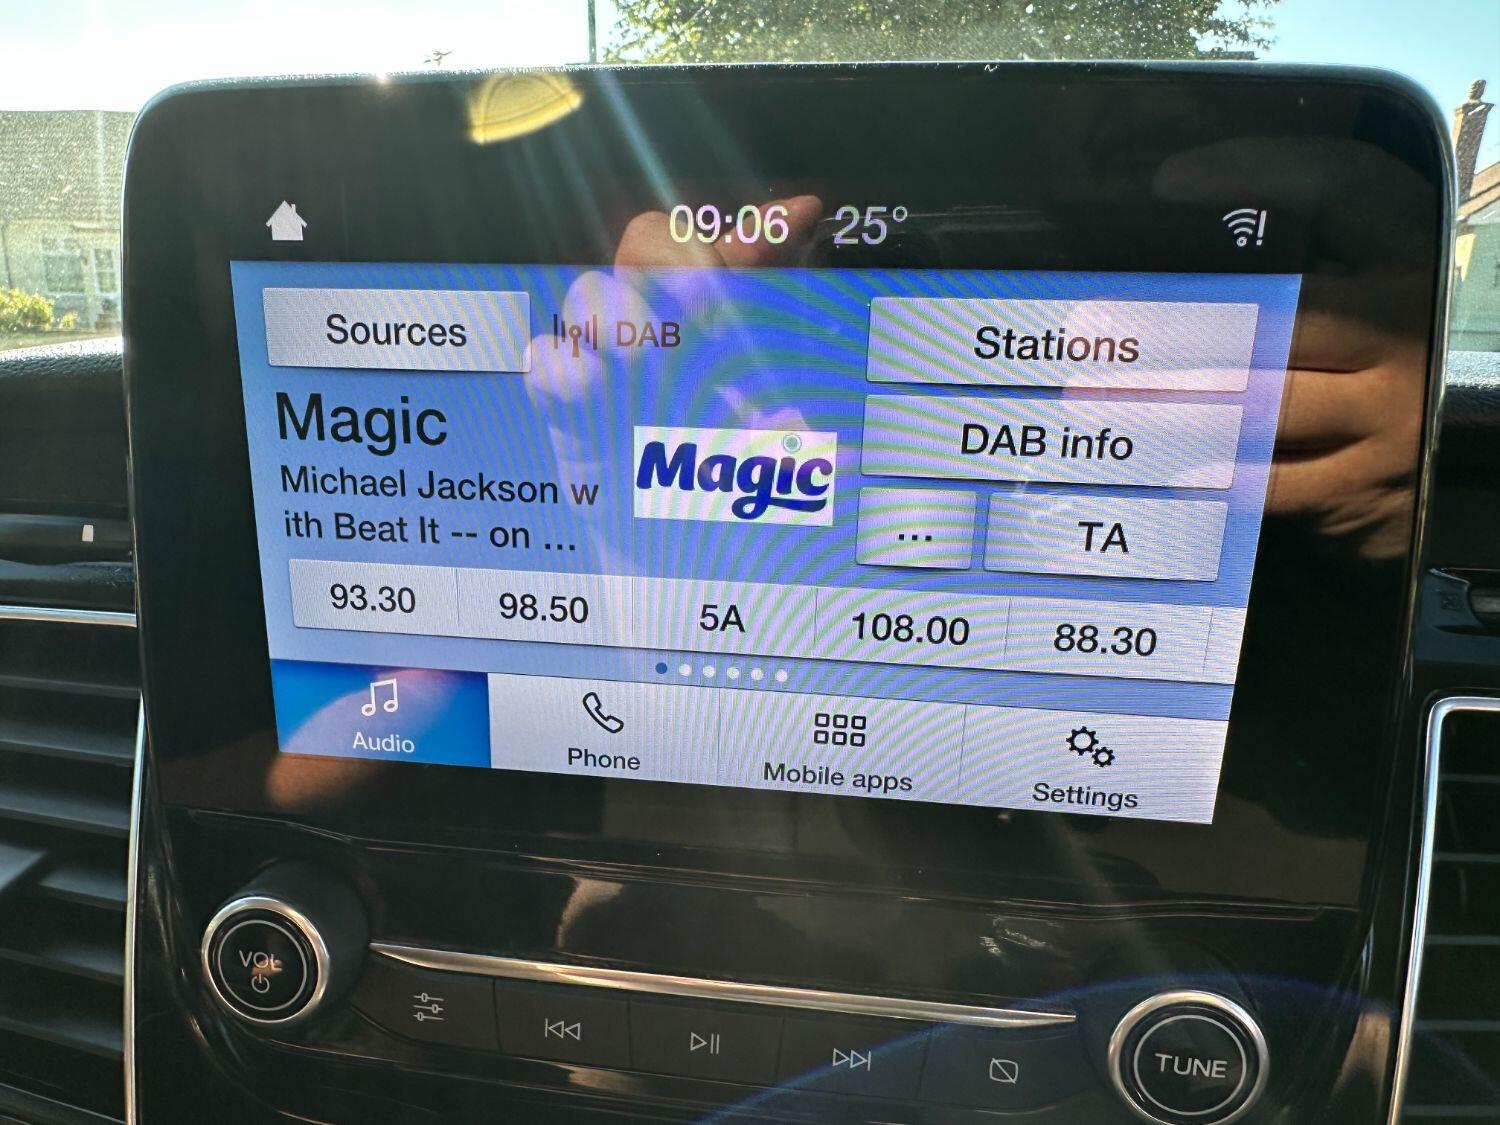 09:06 25°
Sources DAB Stations
Magic
Magic
DAB info
Michael Jackson w
ith Beat It -- on ...
... TA
93.30 98.50 5A 108.00 88.30
Audio Phone Mobile apps Settings
VOL
TUNE